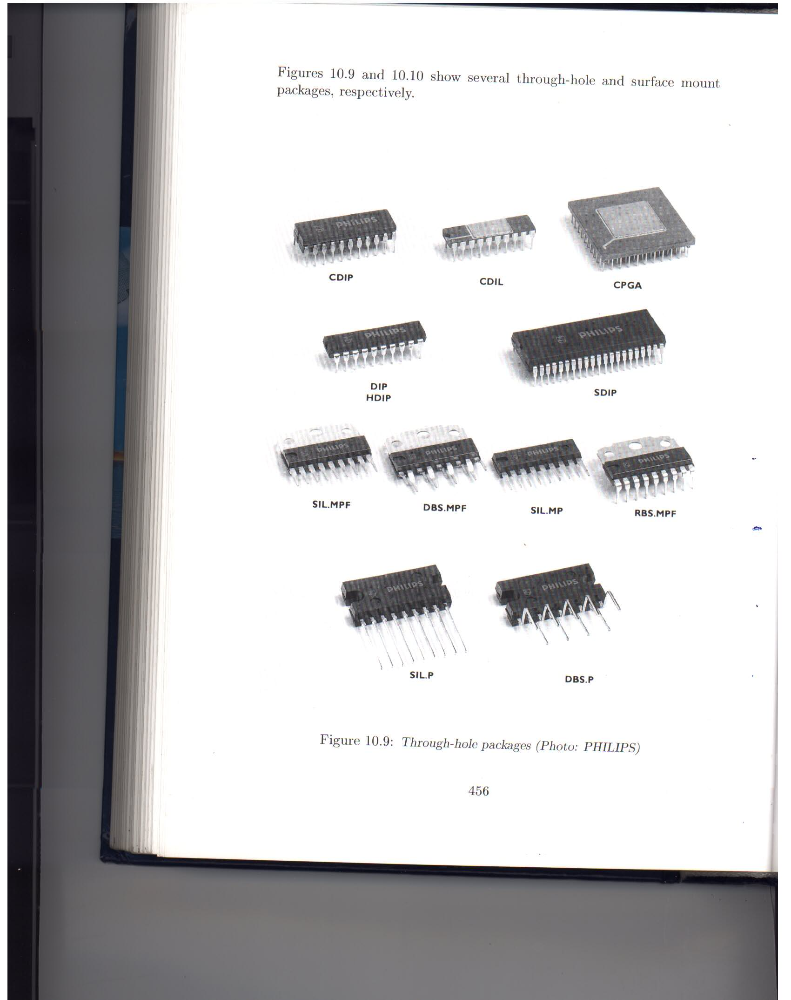 Figures 10.9 and 10.10 show several through-hole and surface mount
packages, respectively.
PHILIPS
CDIP
CDIL
CPGA
PHILIPS
PHILIPS
DIP
HDIP
SDIP
PHILIPS
PHILIPS
PHILIPS
PHILIPS
SIL.MPF
DBS.MPF
SIL.MP
RBS.MPF
PHILIPS
PHILIPS
SIL.P
DBS.P
Figure 10.9: Through-hole packages (Photo: PHILIPS)
456